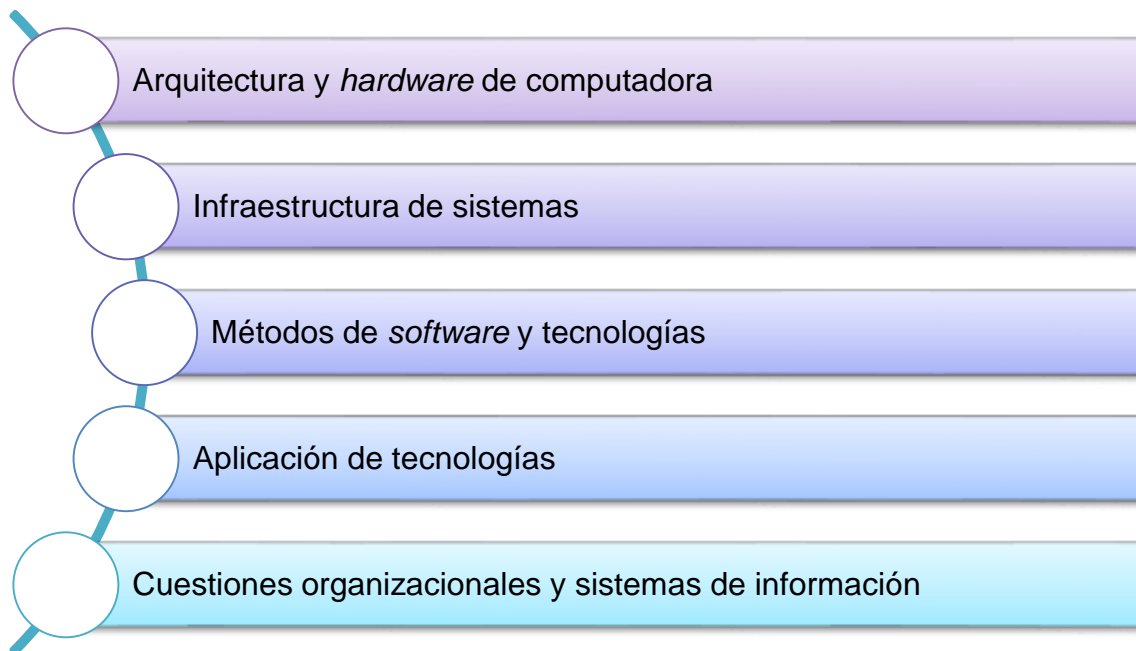 Arquitectura y hardware de computadora
Infraestructura de sistemas
Métodos de software y tecnologías
Aplicación de tecnologías
Cuestiones organizacionales y sistemas de información